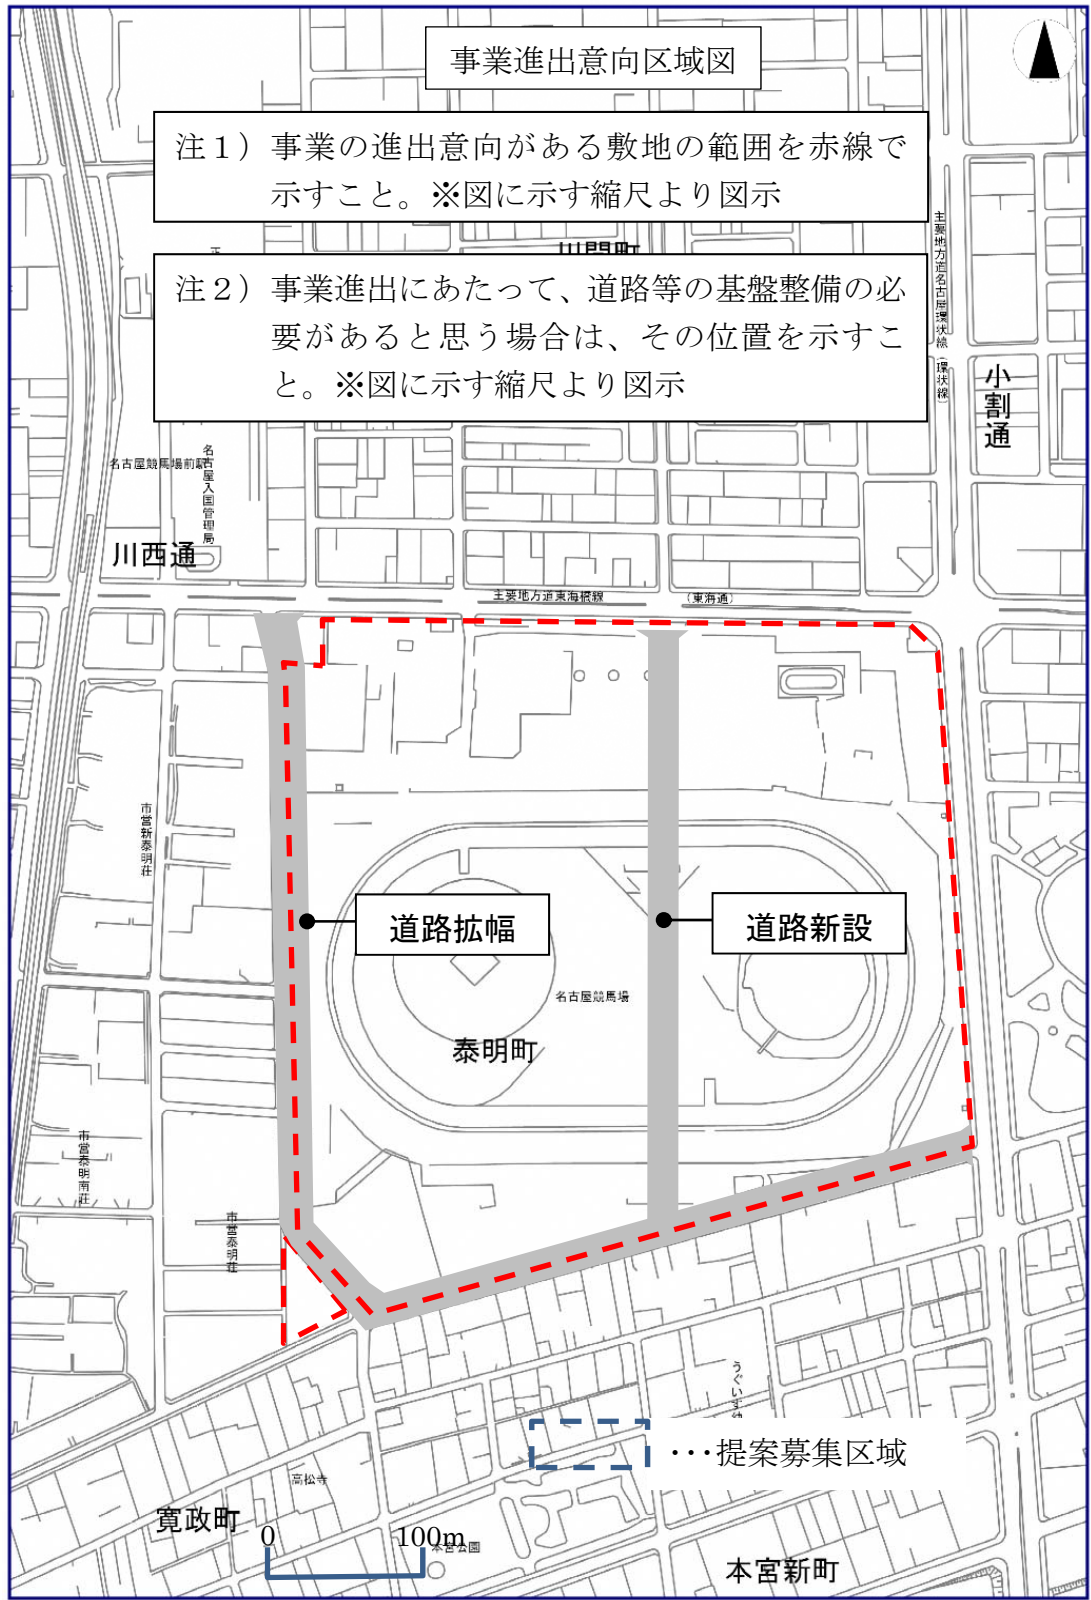 事業進出意向区域図
注１）事業の進出意向がある敷地の範囲を赤線で
示すこと。※図に示す縮尺より図示
川間町
注２）事業進出にあたって、道路等の基盤整備の必
要があると思う場合は、その位置を示すこ
と。※図に示す縮尺より図示
主要地方道名古屋環状線
（環状線）
小割通
名古屋競馬場前駅
名古屋入国管理局
川西通
主要地方道東海橋線
（東海通）
市営新泰明荘
道路拡幅
道路新設
名古屋競馬場
泰明町
市営泰明南荘
市営泰明荘
･･･提案募集区域
高松寺
寛政町
0
100m
本宮公園
本宮新町